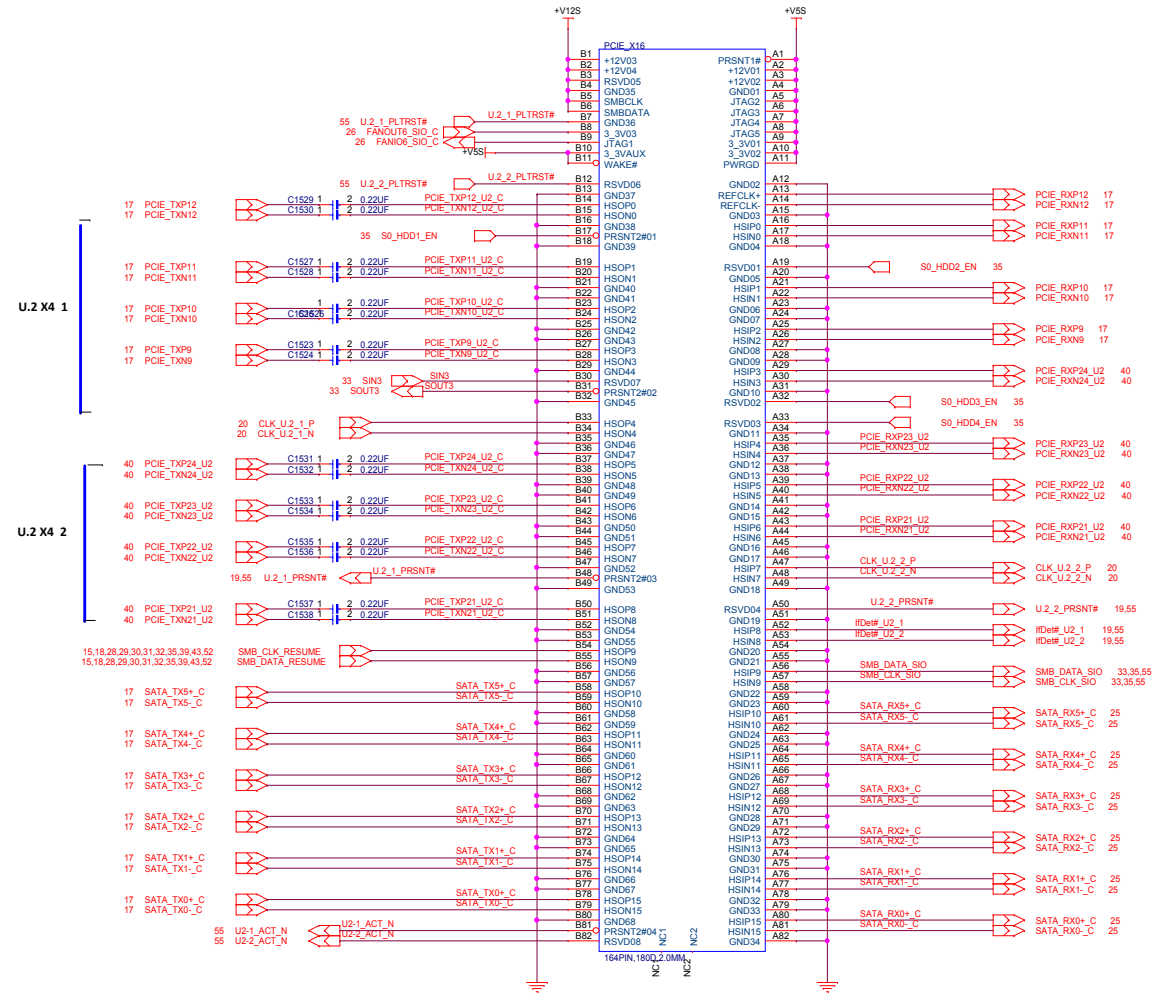 +V12S +V5S
PCIE_X16
B1 +12V03 PRSNT1# A1
B2 +12V04 +12V01 A2
B3 RSVD05 +12V02 A3
B4 GND35 GND01 A4
B5 SMBCLK JTAG2 A5
B6 SMBDATA JTAG3 A6
55 U.2_1_PLTRST# U.2_1_PLTRST# B7 GND36 JTAG4 A7
26 FANOUT6_SIO_C B8 3_3V03 JTAG5 A8
26 FANIO6_SIO_C B9 JTAG1 3_3V01 A9
+V5S B10 3_3VAUX 3_3V02 A10
B11 WAKE# PWRGD A11
55 U.2_2_PLTRST# U.2_2_PLTRST# B12 RSVD06 GND02 A12
B13 GND37 REFCLK+ A13 PCIE_RXP12 17
17 PCIE_TXP12 C1529 1 2 0.22UF PCIE_TXP12_U2_C B14 HSOP0 REFCLK- A14 PCIE_RXN12 17
17 PCIE_TXN12 C1530 1 2 0.22UF PCIE_TXN12_U2_C B15 HSON0 GND03 A15
B16 GND38 HSIP0 A16 PCIE_RXP11 17
35 S0_HDD1_EN B17 PRSNT2#01 HSIN0 A17 PCIE_RXN11 17
B18 GND39 GND04 A18
17 PCIE_TXP11 C1527 1 2 0.22UF PCIE_TXP11_U2_C B19 HSOP1 RSVD01 A19 S0_HDD2_EN 35
17 PCIE_TXN11 C1528 1 2 0.22UF PCIE_TXN11_U2_C B20 HSON1 GND05 A20
B21 GND40 HSIP1 A21 PCIE_RXP10 17
B22 GND41 HSIN1 A22 PCIE_RXN10 17
U.2 X4 1
17 PCIE_TXP10 1 2 PCIE_TXP10_U2_C B23 HSOP2 GND06 A23
17 PCIE_TXN10 1 2 0.22UF PCIE_TXN10_U2_C B24 HSON2 GND07 A24
B25 GND42 HSIP2 A25 PCIE_RXP9 17
B26 GND43 HSIN2 A26 PCIE_RXN9 17
17 PCIE_TXP9 C1523 1 2 0.22UF PCIE_TXP9_U2_C B27 HSOP3 GND08 A27
17 PCIE_TXN9 C1524 1 2 0.22UF PCIE_TXN9_U2_C B28 HSON3 GND09 A28
B29 GND44 HSIP3 A29 PCIE_RXP24_U2 40
33 SIN3 SIN3 B30 RSVD07 HSIN3 A30 PCIE_RXN24_U2 40
33 SOUT3 SOUT3 B31 PRSNT2#02 GND10 A31
B32 GND45 RSVD02 A32 S0_HDD3_EN 35
20 CLK_U.2_1_P B33 HSOP4 RSVD03 A33 S0_HDD4_EN 35
20 CLK_U.2_1_N B34 HSON4 GND11 A34
B35 GND46 HSIP4 A35 PCIE_RXP23_U2 PCIE_RXP23_U2 40
B36 GND47 HSIN4 A36 PCIE_RXN23_U2 PCIE_RXN23_U2 40
40 PCIE_TXP24_U2 C1531 1 2 0.22UF PCIE_TXP24_U2_C B37 HSOP5 GND12 A37
40 PCIE_TXN24_U2 C1532 1 2 0.22UF PCIE_TXN24_U2_C B38 HSON5 GND13 A38
B39 GND48 HSIP5 A39 PCIE_RXP22_U2 PCIE_RXP22_U2 40
B40 GND49 HSIN5 A40 PCIE_RXN22_U2 PCIE_RXN22_U2 40
40 PCIE_TXP23_U2 C1533 1 2 0.22UF PCIE_TXP23_U2_C B41 HSOP6 GND14 A41
40 PCIE_TXN23_U2 C1534 1 2 0.22UF PCIE_TXN23_U2_C B42 HSON6 GND15 A42
U.2 X4 2
B43 GND50 HSIP6 A43 PCIE_RXP21_U2 PCIE_RXP21_U2 40
B44 GND51 HSIN6 A44 PCIE_RXN21_U2 PCIE_RXN21_U2 40
40 PCIE_TXP22_U2 C1535 1 2 0.22UF PCIE_TXP22_U2_C B45 HSOP7 GND16 A45
40 PCIE_TXN22_U2 C1536 1 2 0.22UF PCIE_TXN22_U2_C B46 HSON7 GND17 A46
B47 GND52 HSIP7 A47 CLK_U.2_2_P CLK_U.2_2_P 20
19,55 U.2_1_PRSNT# U.2_1_PRSNT# B48 PRSNT2#03 HSIN7 A48 CLK_U.2_2_N CLK_U.2_2_N 20
B49 GND53 GND18 A49
40 PCIE_TXP21_U2 C1537 1 2 0.22UF PCIE_TXP21_U2_C B50 HSOP8 RSVD04 A50 U.2_2_PRSNT# U.2_2_PRSNT# 19,55
40 PCIE_TXN21_U2 C1538 1 2 0.22UF PCIE_TXN21_U2_C B51 HSON8 GND19 A51
B52 GND54 HSIP8 A52 IfDet#_U2_1 IfDet#_U2_1 19,55
B53 GND55 HSIN8 A53 IfDet#_U2_2 IfDet#_U2_2 19,55
15,18,28,29,30,31,32,35,39,43,52 SMB_CLK_RESUME B54 HSOP9 GND20 A54
15,18,28,29,30,31,32,35,39,43,52 SMB_DATA_RESUME B55 HSON9 GND21 A55
B56 GND56 HSIP9 A56 SMB_DATA_SIO SMB_DATA_SIO 33,35,55
B57 GND57 HSIN9 A57 SMB_CLK_SIO SMB_CLK_SIO 33,35,55
17 SATA_TX5+_C SATA_TX5+_C B58 HSOP10 GND22 A58
17 SATA_TX5-_C SATA_TX5-_C B59 HSON10 GND23 A59
B60 GND58 HSIP10 A60 SATA_RX5+_C SATA_RX5+_C 25
B61 GND59 HSIN10 A61 SATA_RX5-_C SATA_RX5-_C 25
17 SATA_TX4+_C SATA_TX4+_C B62 HSOP11 GND24 A62
17 SATA_TX4-_C SATA_TX4-_C B63 HSON11 GND25 A63
B64 GND60 HSIP11 A64 SATA_RX4+_C SATA_RX4+_C 25
B65 GND61 HSIN11 A65 SATA_RX4-_C SATA_RX4-_C 25
17 SATA_TX3+_C SATA_TX3+_C B66 HSOP12 GND26 A66
17 SATA_TX3-_C SATA_TX3-_C B67 HSON12 GND27 A67
B68 GND62 HSIP12 A68 SATA_RX3+_C SATA_RX3+_C 25
B69 GND63 HSIN12 A69 SATA_RX3-_C SATA_RX3-_C 25
17 SATA_TX2+_C SATA_TX2+_C B70 HSOP13 GND28 A70
17 SATA_TX2-_C SATA_TX2-_C B71 HSON13 GND29 A71
B72 GND64 HSIP13 A72 SATA_RX2+_C SATA_RX2+_C 25
B73 GND65 HSIN13 A73 SATA_RX2-_C SATA_RX2-_C 25
17 SATA_TX1+_C SATA_TX1+_C B74 HSOP14 GND30 A74
17 SATA_TX1-_C SATA_TX1-_C B75 HSON14 GND31 A75
B76 GND66 HSIP14 A76 SATA_RX1+_C SATA_RX1+_C 25
B77 GND67 HSIN14 A77 SATA_RX1-_C SATA_RX1-_C 25
17 SATA_TX0+_C SATA_TX0+_C B78 HSOP15 GND32 A78
17 SATA_TX0-_C SATA_TX0-_C B79 HSON15 GND33 A79
B80 GND68 HSIP15 A80 SATA_RX0+_C SATA_RX0+_C 25
55 U2-1_ACT_N U2-1_ACT_N B81 PRSNT2#04 HSIN15 A81 SATA_RX0-_C SATA_RX0-_C 25
55 U2-2_ACT_N U2-2_ACT_N B82 RSVD08 GND34 A82
NC1 NC2
164PIN,180D,2.0MM
NC1 NC2